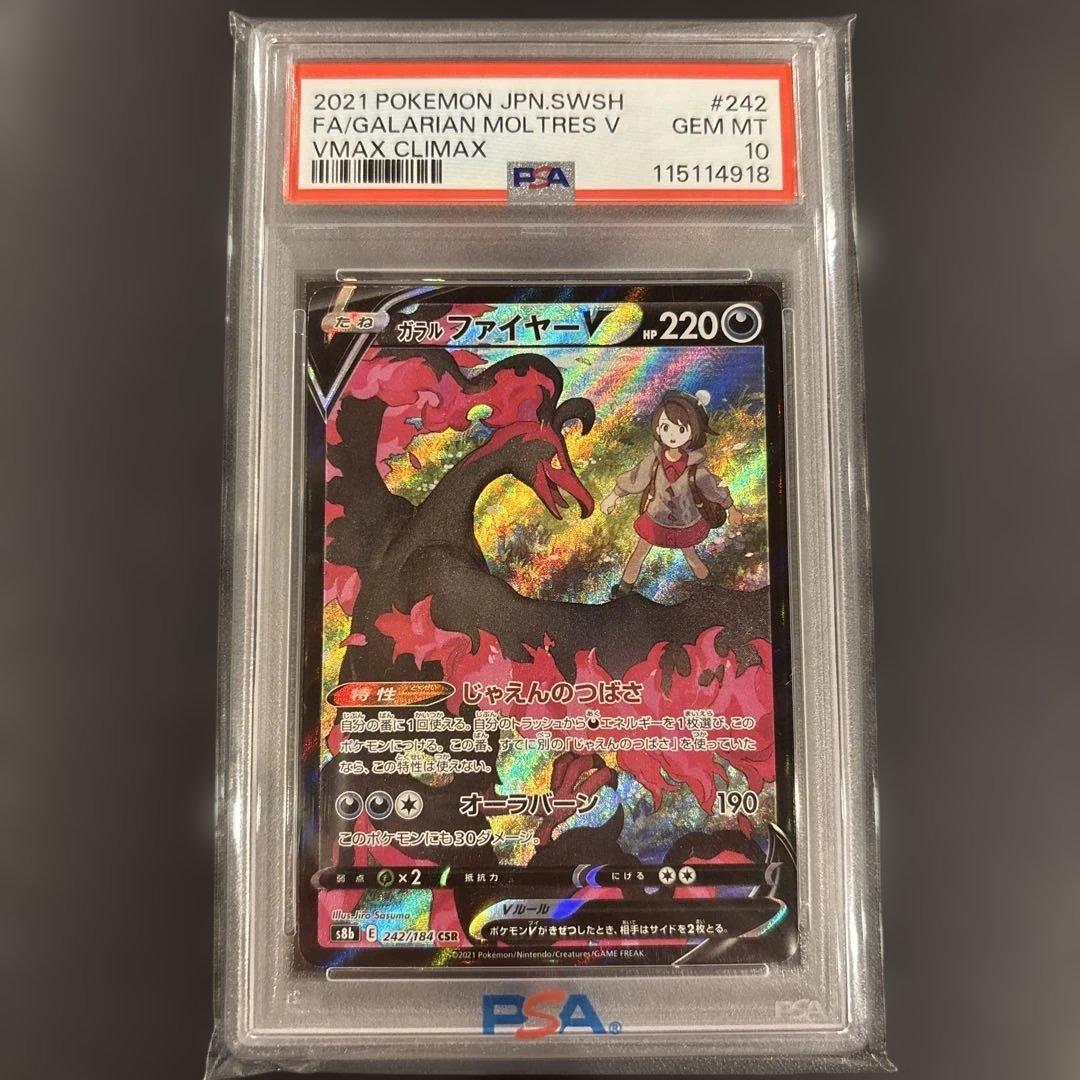 2021 POKEMON JPN.SWSH #242
FA/GALARIAN MOLTRES V GEM MT
VMAX CLIMAX 10
PSA 115114918
たね ガラル ファイヤーV HP 220
特性 とくせい じゃえんのつばさ
自分の番に1回使える。自分のトラッシュからエネルギーを1枚選び、この
ポケモンにつける。この番、すでに別の「じゃえんのつばさ」を使っていた
なら、この特性は使えない。
オーラバーン 190
このポケモンにも30ダメージ。
弱点 ×2 抵抗力 にげる
Illus. Jiro Sasumo
Vルール
ポケモンVがきぜつしたとき、相手はサイドを2枚とる。
s8b E 242/184 CSR
©2021 Pokémon/Nintendo/Creatures/GAME FREAK.
PSA®
PSA